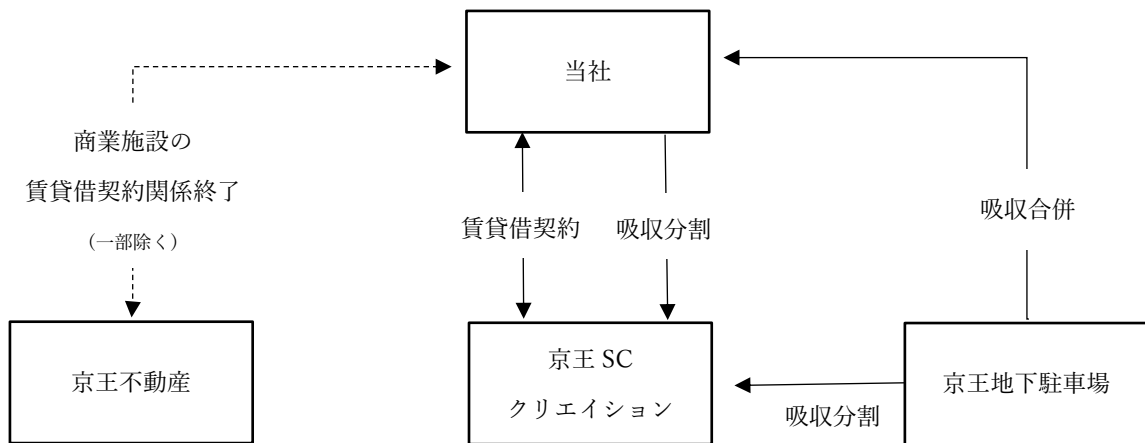 当社
商業施設の
賃貸借契約関係終了
（一部除く）
賃貸借契約
吸収分割
吸収合併
京王不動産
京王 SC
クリエイション
吸収分割
京王地下駐車場